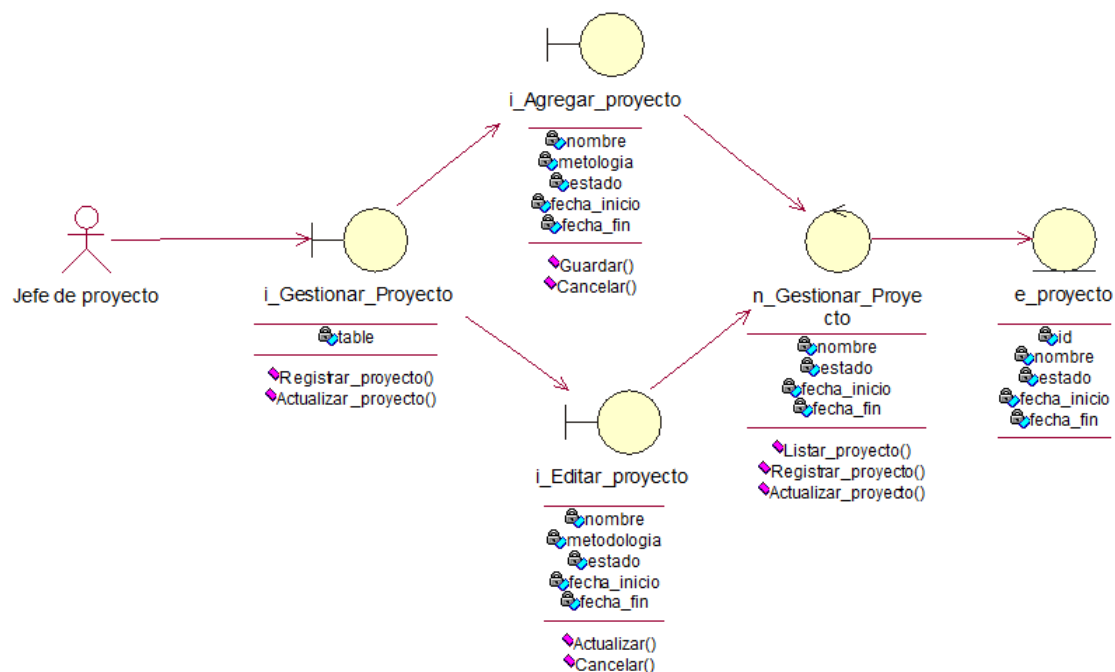 i_Agregar_proyecto
nombre
metologia
estado
fecha_inicio
fecha_fin
Guardar()
Cancelar()
Jefe de proyecto
i_Gestionar_Proyecto
table
Registrar_proyecto()
Actualizar_proyecto()
i_Editar_proyecto
nombre
metodologia
estado
fecha_inicio
fecha_fin
Actualizar()
Cancelar()
n_Gestionar_Proye
cto
nombre
estado
fecha_inicio
fecha_fin
Listar_proyecto()
Registrar_proyecto()
Actualizar_proyecto()
e_proyecto
id
nombre
estado
fecha_inicio
fecha_fin